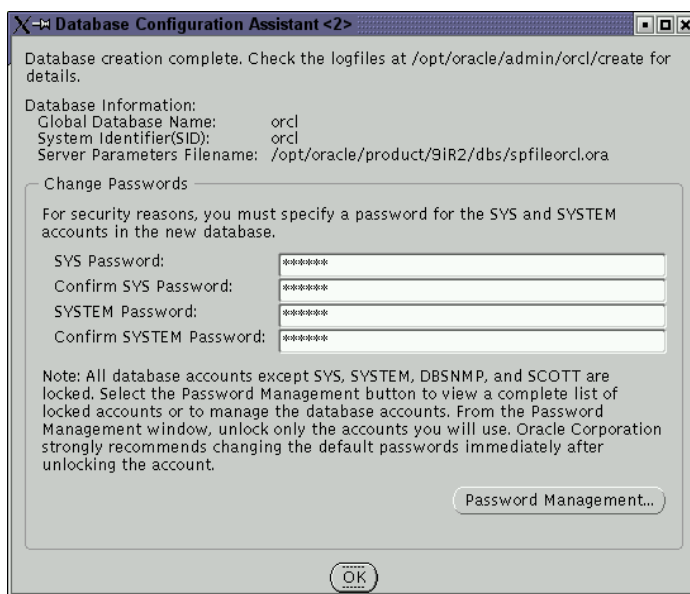 Database Configuration Assistant <2>
Database creation complete. Check the logfiles at /opt/oracle/admin/orcl/create for
details.
Database Information:
Global Database Name: orcl
System Identifier(SID): orcl
Server Parameters Filename: /opt/oracle/product/9iR2/dbs/spfileorcl.ora
Change Passwords
For security reasons, you must specify a password for the SYS and SYSTEM
accounts in the new database.
SYS Password: ******
Confirm SYS Password: ******
SYSTEM Password: ******
Confirm SYSTEM Password: ******
Note: All database accounts except SYS, SYSTEM, DBSNMP, and SCOTT are
locked. Select the Password Management button to view a complete list of
locked accounts or to manage the database accounts. From the Password
Management window, unlock only the accounts you will use. Oracle Corporation
strongly recommends changing the default passwords immediately after
unlocking the account.
Password Management...
OK